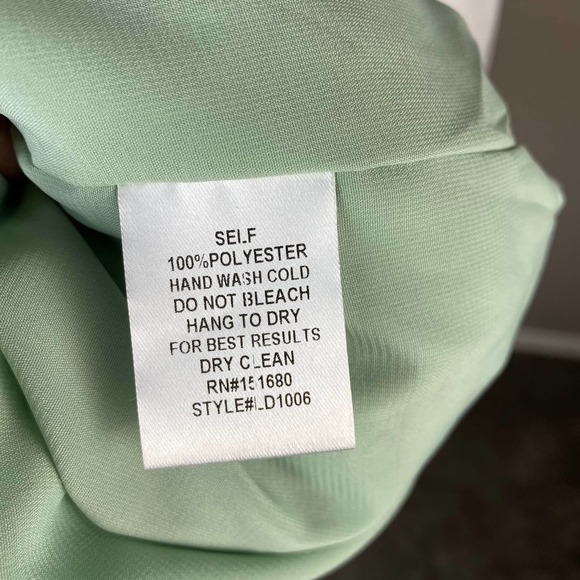 SELF
100%POLYESTER
HAND WASH COLD
DO NOT BLEACH
HANG TO DRY
FOR BEST RESULTS
DRY CLEAN
RN#151680
STYLE#LD1006